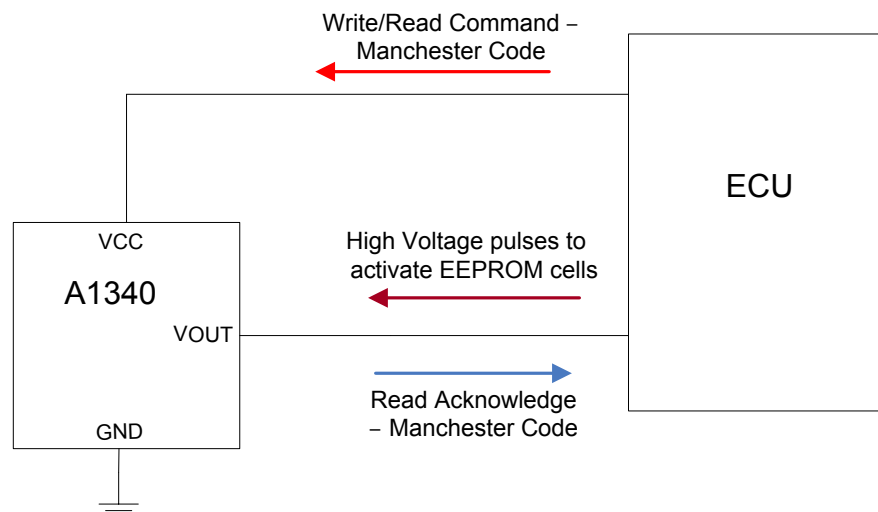 Write/Read Command –
Manchester Code
ECU
VCC
High Voltage pulses to
activate EEPROM cells
A1340
VOUT
Read Acknowledge
– Manchester Code
GND